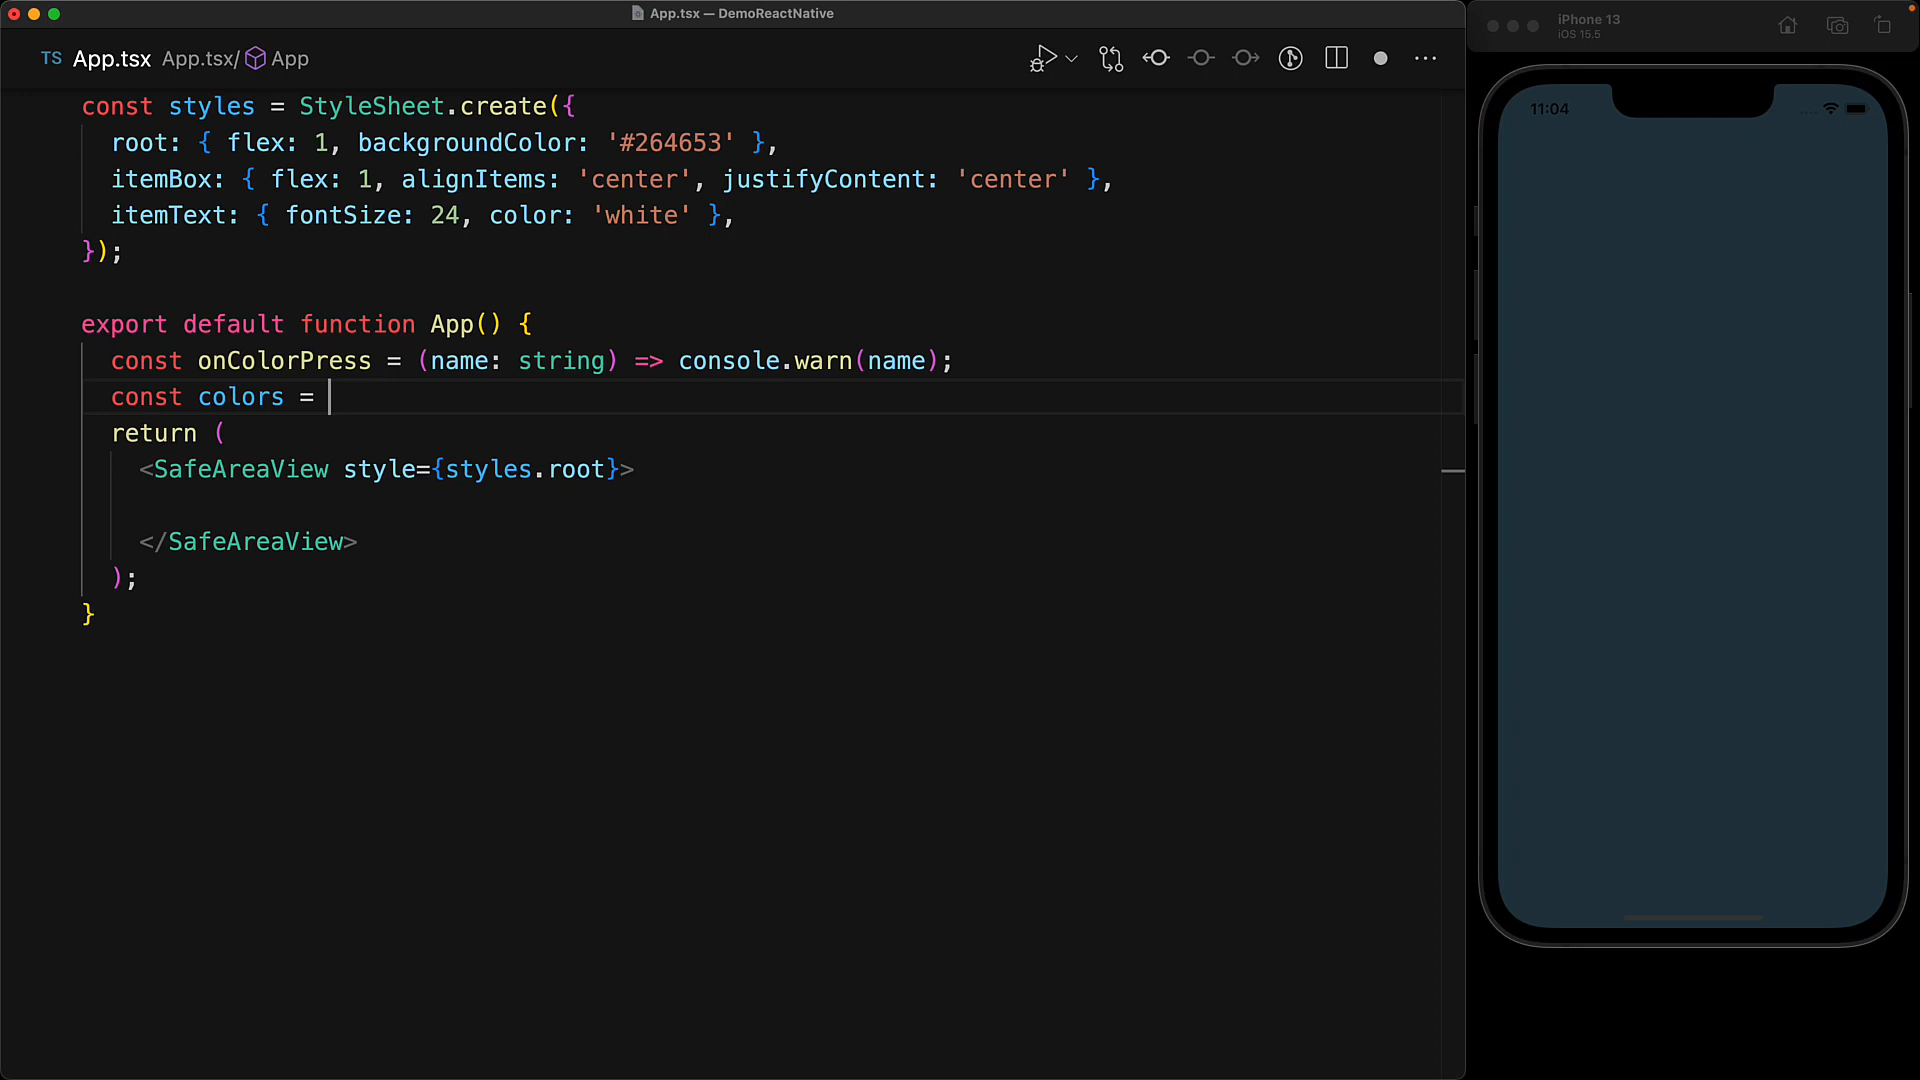 App.tsx — DemoReactNative
TS App.tsx App.tsx/ App
const styles = StyleSheet.create({
root: { flex: 1, backgroundColor: '#264653' },
itemBox: { flex: 1, alignItems: 'center', justifyContent: 'center' },
itemText: { fontSize: 24, color: 'white' },
});
export default function App() {
const onColorPress = (name: string) => console.warn(name);
const colors =
return (
<SafeAreaView style={styles.root}>
</SafeAreaView>
);
}
iPhone 13
iOS 15.5
11:04